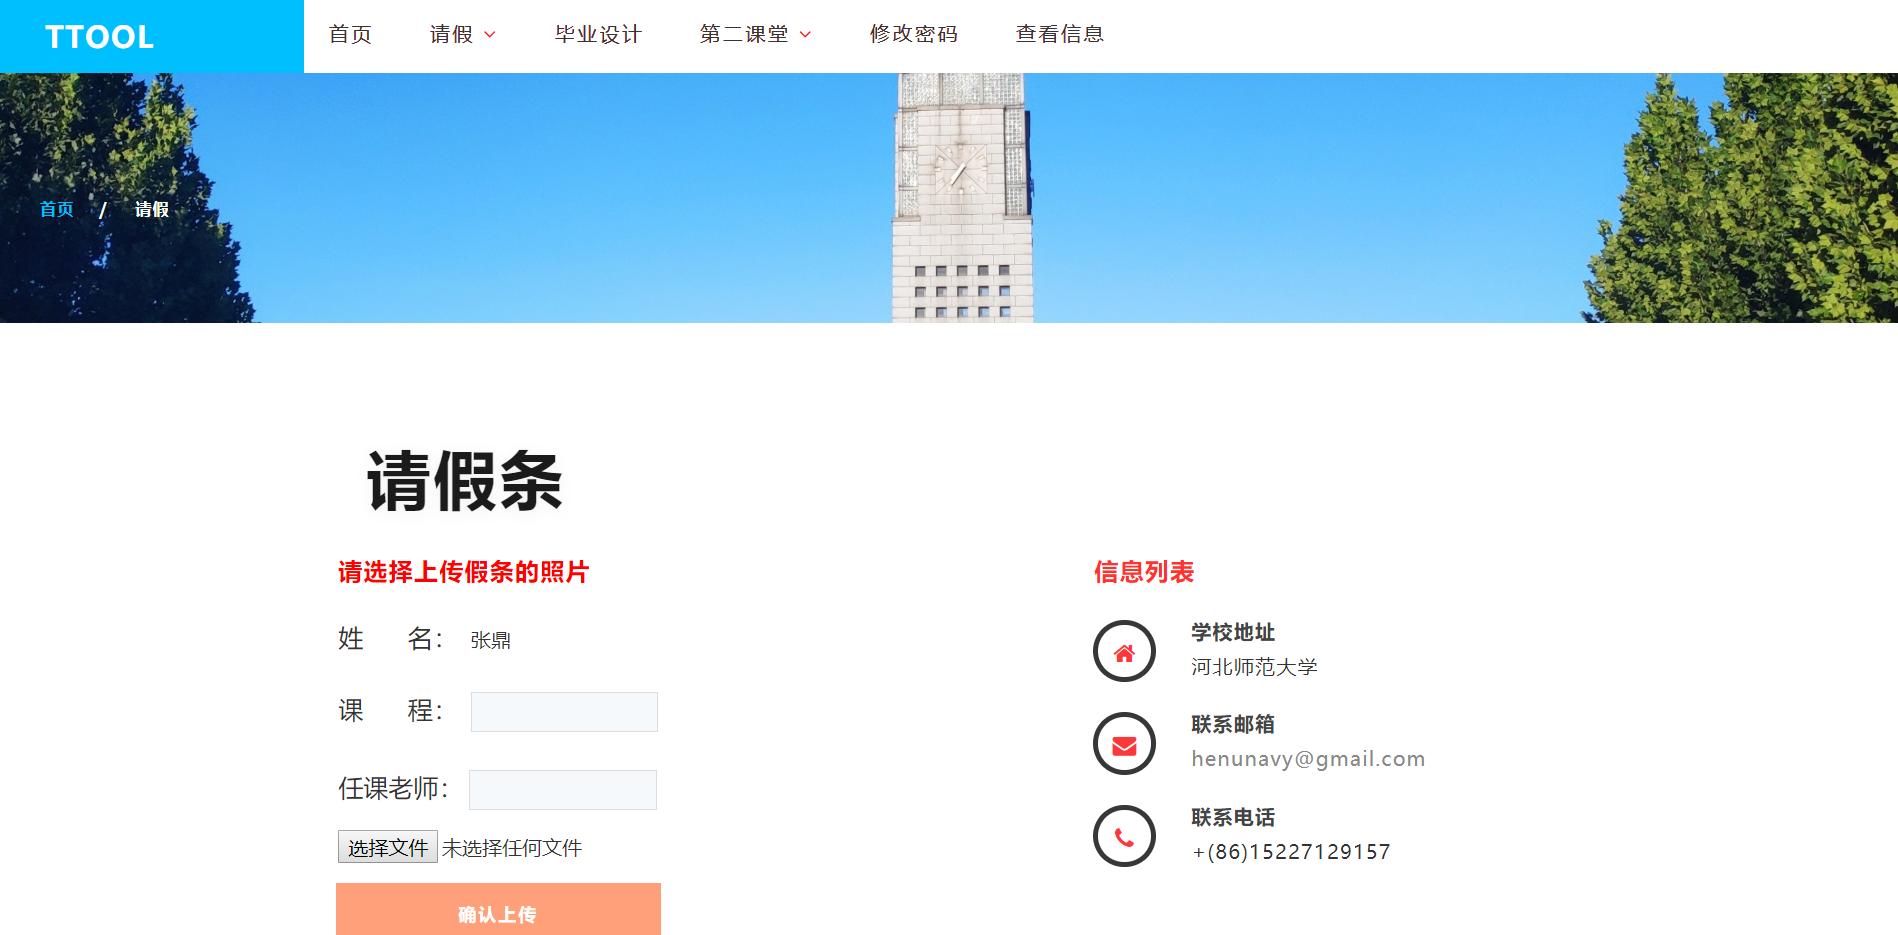 TTOOL
首页
请假
毕业设计
第二课堂
修改密码
查看信息
首页 / 请假
请假条
请选择上传假条的照片
姓 名： 张鼎
课 程：
任课老师：
选择文件 未选择任何文件
确认上传
信息列表
学校地址
河北师范大学
联系邮箱
henunavy@gmail.com
联系电话
+(86)15227129157